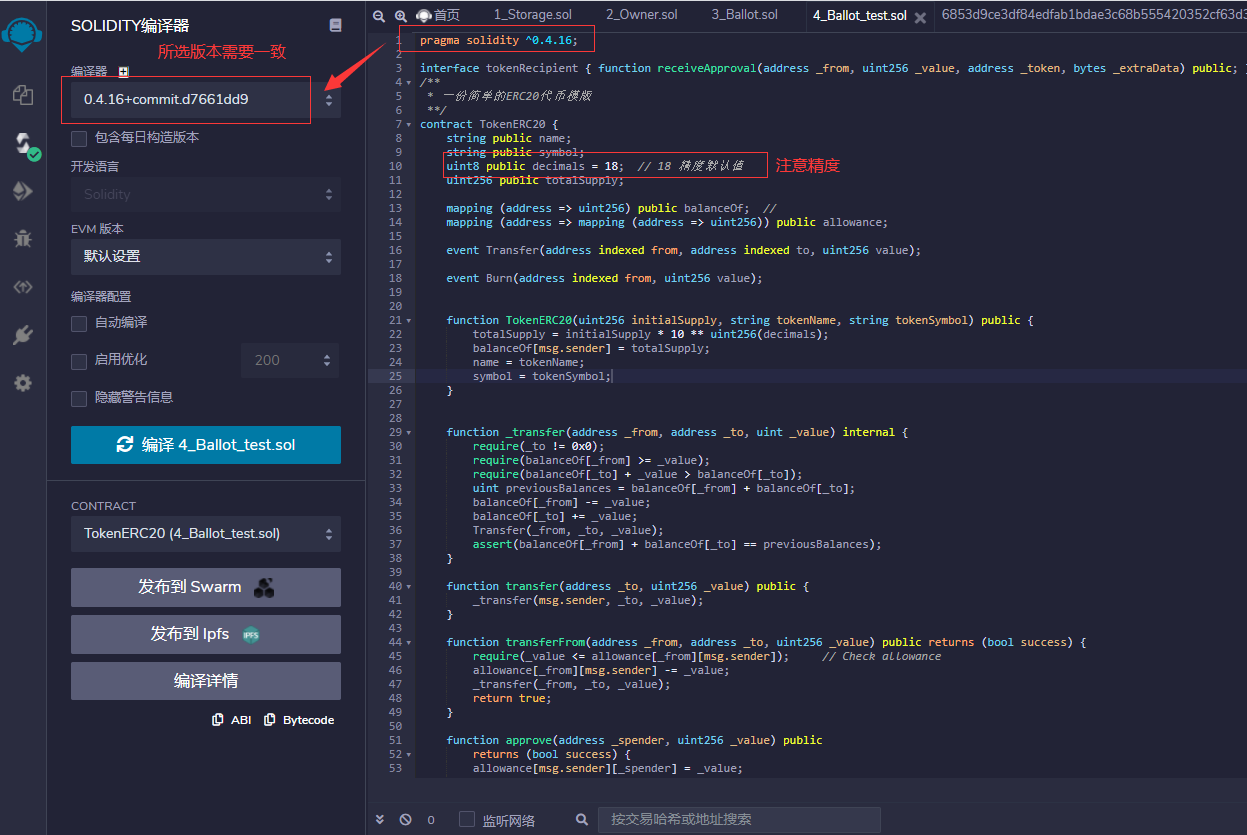 SOLIDITY编译器
所选版本需要一致
编译器
0.4.16+commit.d7661dd9
包含每日构造版本
开发语言
Solidity
EVM 版本
默认设置
编译器配置
自动编译
启用优化
200
隐藏警告信息
编译 4_Ballot_test.sol
CONTRACT
TokenERC20 (4_Ballot_test.sol)
发布到 Swarm
发布到 Ipfs
IPFS
编译详情
ABI
Bytecode
首页
1_Storage.sol
2_Owner.sol
3_Ballot.sol
4_Ballot_test.sol
6853d9ce3df84edfab1bdae3c68b555420352cf63d3
1 pragma solidity ^0.4.16;
2
3 interface tokenRecipient { function receiveApproval(address _from, uint256 _value, address _token, bytes _extraData) public; }
4 /**
5 * 一份简单的ERC20代币模版
6 **/
7 contract TokenERC20 {
8 string public name;
9 string public symbol;
10 uint8 public decimals = 18; // 18 精度默认值
注意精度
11 uint256 public totalSupply;
12
13 mapping (address => uint256) public balanceOf; //
14 mapping (address => mapping (address => uint256)) public allowance;
15
16 event Transfer(address indexed from, address indexed to, uint256 value);
17
18 event Burn(address indexed from, uint256 value);
19
20
21 function TokenERC20(uint256 initialSupply, string tokenName, string tokenSymbol) public {
22 totalSupply = initialSupply * 10 ** uint256(decimals);
23 balanceOf[msg.sender] = totalSupply;
24 name = tokenName;
25 symbol = tokenSymbol;
26 }
27
28
29 function _transfer(address _from, address _to, uint _value) internal {
30 require(_to != 0x0);
31 require(balanceOf[_from] >= _value);
32 require(balanceOf[_to] + _value > balanceOf[_to]);
33 uint previousBalances = balanceOf[_from] + balanceOf[_to];
34 balanceOf[_from] -= _value;
35 balanceOf[_to] += _value;
36 Transfer(_from, _to, _value);
37 assert(balanceOf[_from] + balanceOf[_to] == previousBalances);
38 }
39
40 function transfer(address _to, uint256 _value) public {
41 _transfer(msg.sender, _to, _value);
42 }
43
44 function transferFrom(address _from, address _to, uint256 _value) public returns (bool success) {
45 require(_value <= allowance[_from][msg.sender]); // Check allowance
46 allowance[_from][msg.sender] -= _value;
47 _transfer(_from, _to, _value);
48 return true;
49 }
50
51 function approve(address _spender, uint256 _value) public
52 returns (bool success) {
53 allowance[msg.sender][_spender] = _value;
0
监听网络
按交易哈希或地址搜索